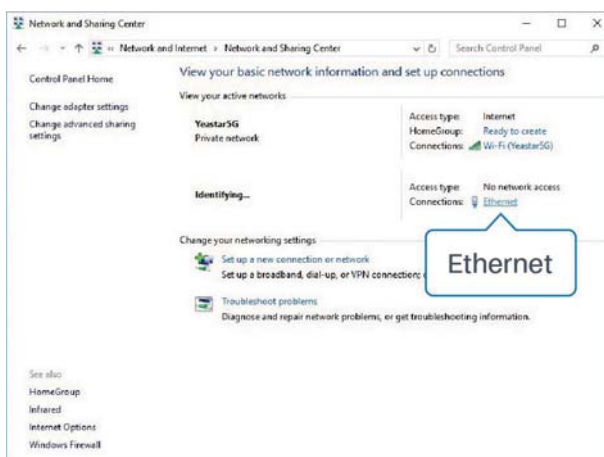 Network and Sharing Center
« Network and Internet > Network and Sharing Center
Search Control Panel
Control Panel Home
Change adapter settings
Change advanced sharing
settings
View your basic network information and set up connections
View your active networks
Yeastar5G
Private network
Access type: Internet
HomeGroup: Ready to create
Connections: Wi-Fi (Yeastar5G)
Identifying...
Access type: No network access
Connections: Ethernet
Change your networking settings
Set up a new connection or network
Set up a broadband, dial-up, or VPN connection;
Ethernet
Troubleshoot problems
Diagnose and repair network problems, or get troubleshooting information.
See also
HomeGroup
Infrared
Internet Options
Windows Firewall